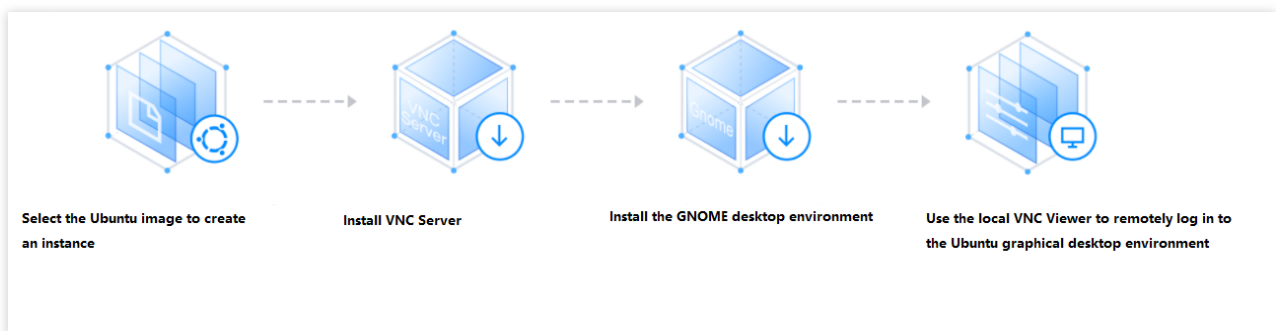 VNC
Server
Gnome
Select the Ubuntu image to create
an instance
Install VNC Server
Install the GNOME desktop environment
Use the local VNC Viewer to remotely log in to
the Ubuntu graphical desktop environment